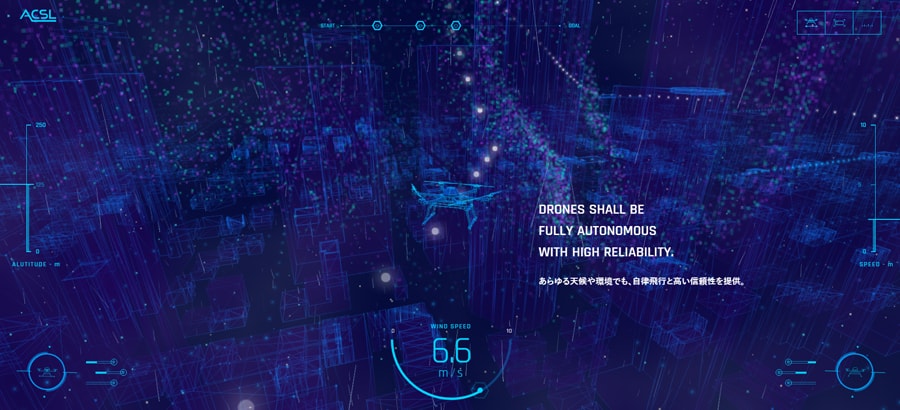 ACSL
START
GOAL
250
0
ALUTITUDE - m
10
0
SPEED - m
DRONES SHALL BE
FULLY AUTONOMOUS
WITH HIGH RELIABILITY.
あらゆる天候や環境でも、自律飛行と高い信頼性を提供。
WIND SPEED
0
10
6.6
m/s